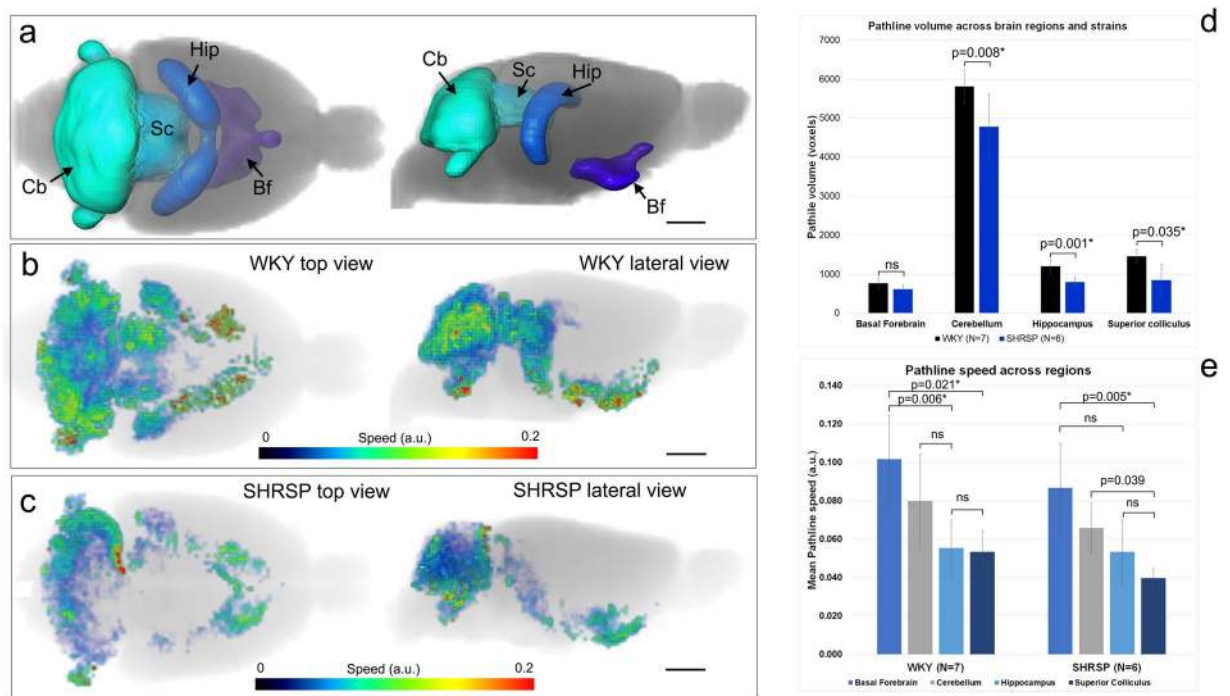 a
Hip
Sc
Cb
Bf
Cb
Sc
Hip
Bf
b
WKY top view
WKY lateral view
0
Speed (a.u.)
0.2
c
SHRSP top view
SHRSP lateral view
0
Speed (a.u.)
0.2
d
Pathline volume across brain regions and strains
Pathile volume (voxels)
7000
6000
5000
4000
3000
2000
1000
0
ns
p=0.008*
p=0.001*
p=0.035*
Basal Forebrain
Cerebellum
Hippocampus
Superior colliculus
WKY (N=7)
SHRSP (N=6)
e
Pathline speed across regions
Mean Pathline speed (a.u.)
0.140
0.120
0.100
0.080
0.060
0.040
0.020
0.000
p=0.021*
p=0.006*
ns
ns
p=0.005*
ns
p=0.039
ns
WKY (N=7)
SHRSP (N=6)
Basal Forebrain
Cerebellum
Hippocampus
Superior Colliculus